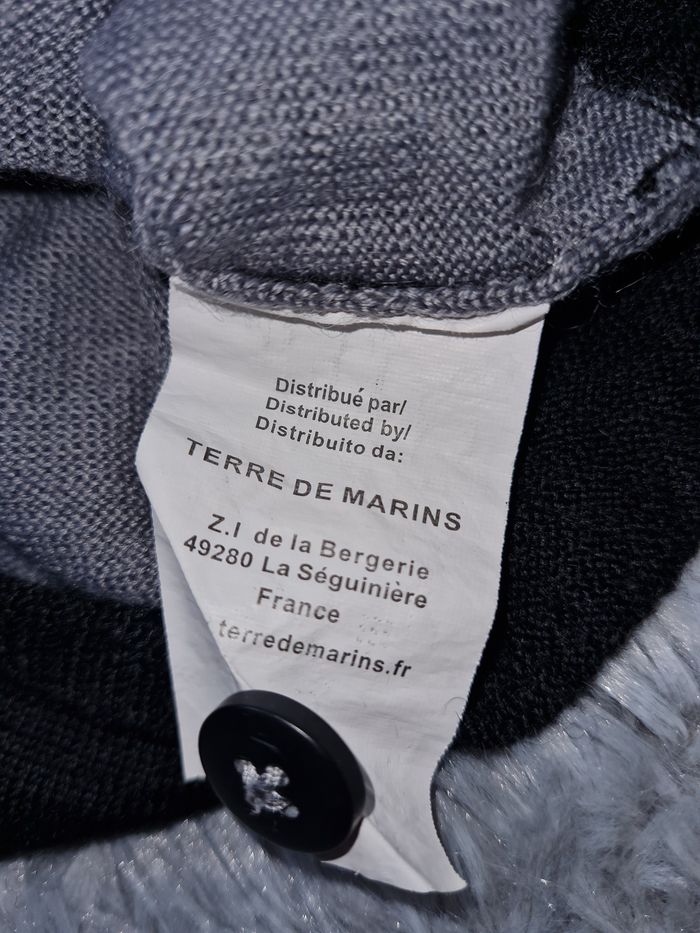 Distribué par/
Distributed by/
Distribuito da:
TERRE DE MARINS
Z.I de la Bergerie
49280 La Séguinière
France
terredemarins.fr